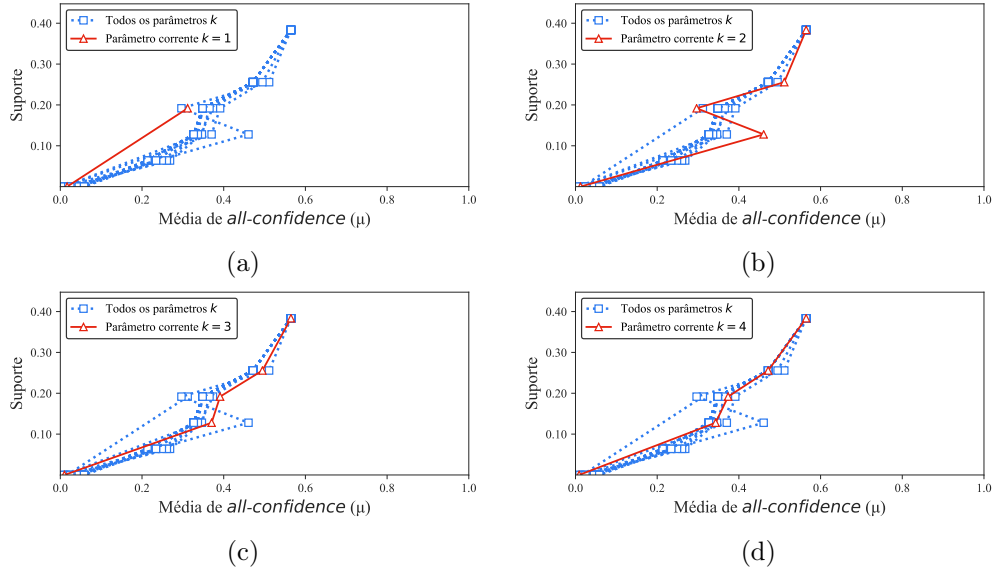 Todos os parâmetros k
Parâmetro corrente k = 1
Suporte
0.40
0.30
0.20
0.10
0.0 0.2 0.4 0.6 0.8 1.0
Média de all-confidence (μ)
(a)
Todos os parâmetros k
Parâmetro corrente k = 2
Suporte
0.40
0.30
0.20
0.10
0.0 0.2 0.4 0.6 0.8 1.0
Média de all-confidence (μ)
(b)
Todos os parâmetros k
Parâmetro corrente k = 3
Suporte
0.40
0.30
0.20
0.10
0.0 0.2 0.4 0.6 0.8 1.0
Média de all-confidence (μ)
(c)
Todos os parâmetros k
Parâmetro corrente k = 4
Suporte
0.40
0.30
0.20
0.10
0.0 0.2 0.4 0.6 0.8 1.0
Média de all-confidence (μ)
(d)